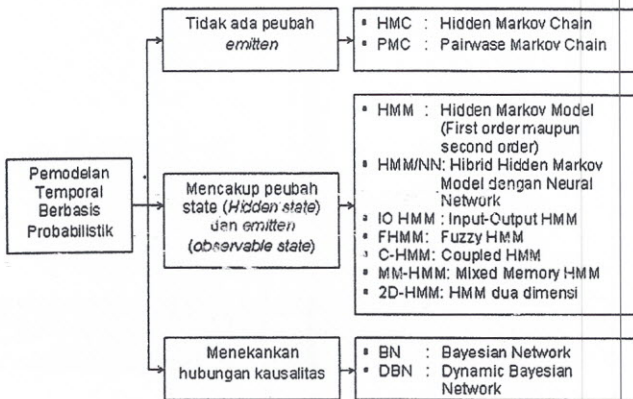 Pemodelan
Temporal
Berbasis
Probabilistik
Tidak ada peubah
emitten
HMC : Hidden Markov Chain
PMC : Pairwase Markov Chain
Mencakup peubah
state (Hidden state)
dan emitten
(observable state)
HMM : Hidden Markov Model
(First order maupun
second order)
HMM/NN: Hibrid Hidden Markov
Model dengan Neural
Network
IO HMM : Input-Output HMM
FHMM: Fuzzy HMM
C-HMM: Coupled HMM
MM-HMM: Mixed Memory HMM
2D-HMM: HMM dua dimensi
Menekankan
hubungan kausalitas
BN : Bayesian Network
DBN : Dynamic Bayesian
Network